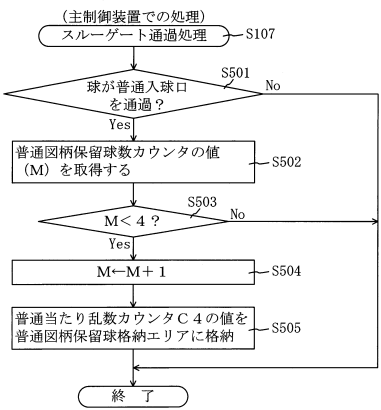 （主制御装置での処理）
スルーゲート通過処理
S107
球が普通入球口
を通過？
S501
No
Yes
普通図柄保留球数カウンタの値
（M）を取得する
S502
M＜4？
S503
No
Yes
M←M＋1
S504
普通当たり乱数カウンタC4の値を
普通図柄保留球格納エリアに格納
S505
終 了